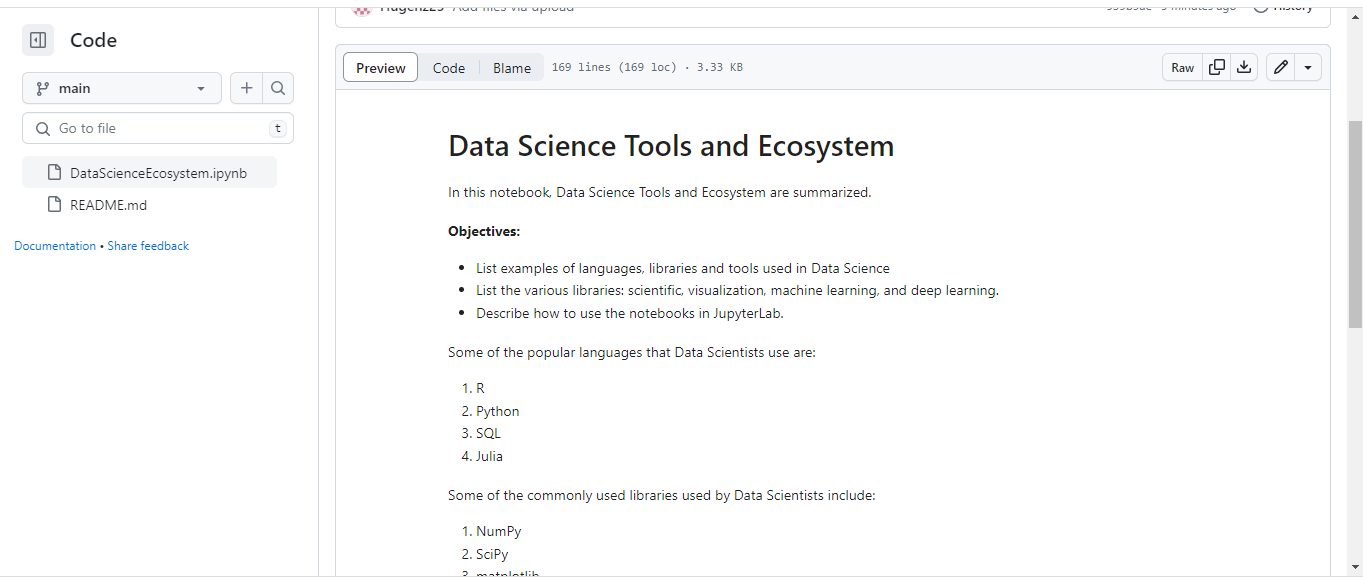 Code
Add files via upload
History
main
Go to file
t
DataScienceEcosystem.ipynb
README.md
Documentation • Share feedback
Preview
Code
Blame
169 lines (169 loc) · 3.33 KB
Raw
Data Science Tools and Ecosystem
In this notebook, Data Science Tools and Ecosystem are summarized.
Objectives:
• List examples of languages, libraries and tools used in Data Science
• List the various libraries: scientific, visualization, machine learning, and deep learning.
• Describe how to use the notebooks in JupyterLab.
Some of the popular languages that Data Scientists use are:
1. R
2. Python
3. SQL
4. Julia
Some of the commonly used libraries used by Data Scientists include:
1. NumPy
2. SciPy
3. matplotlib